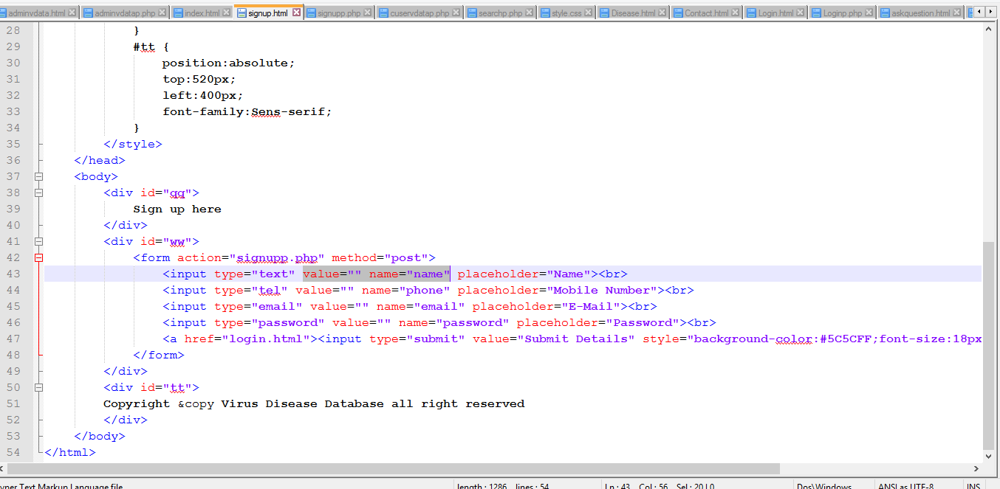 adminvdata.html adminvdatap.php index.html signup.html signupp.php cuservdatap.php searchp.php style.css Disease.html Contact.html Login.html Loginp.php askquestion.html
28 }
29 #tt {
30 position:absolute;
31 top:520px;
32 left:400px;
33 font-family:Sens-serif;
34 }
35 </style>
36 </head>
37 <body>
38 <div id="qq">
39 Sign up here
40 </div>
41 <div id="ww">
42 <form action="signupp.php" method="post">
43 <input type="text" value="" name="name" placeholder="Name"><br>
44 <input type="tel" value="" name="phone" placeholder="Mobile Number"><br>
45 <input type="email" value="" name="email" placeholder="E-Mail"><br>
46 <input type="password" value="" name="password" placeholder="Password"><br>
47 <a href="login.html"><input type="submit" value="Submit Details" style="background-color:#5C5CFF;font-size:18px
48 </form>
49 </div>
50 <div id="tt">
51 Copyright &copy Virus Disease Database all right reserved
52 </div>
53 </body>
54 </html>
yper Text Markup Language file length : 1286 lines : 54 Ln : 43 Col : 56 Sel : 20 | 0 Dos\Windows ANSI as UTF-8 INS